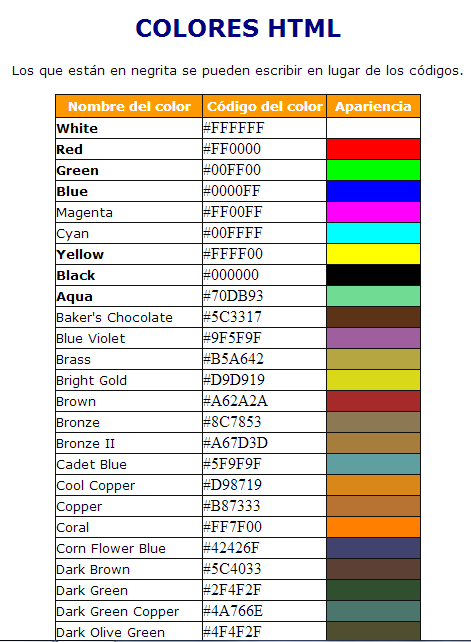 COLORES HTML
Los que están en negrita se pueden escribir en lugar de los códigos.
Nombre del color Código del color Apariencia
White #FFFFFF
Red #FF0000
Green #00FF00
Blue #0000FF
Magenta #FF00FF
Cyan #00FFFF
Yellow #FFFF00
Black #000000
Aqua #70DB93
Baker's Chocolate #5C3317
Blue Violet #9F5F9F
Brass #B5A642
Bright Gold #D9D919
Brown #A62A2A
Bronze #8C7853
Bronze II #A67D3D
Cadet Blue #5F9F9F
Cool Copper #D98719
Copper #B87333
Coral #FF7F00
Corn Flower Blue #42426F
Dark Brown #5C4033
Dark Green #2F4F2F
Dark Green Copper #4A766E
Dark Olive Green #4F4F2F